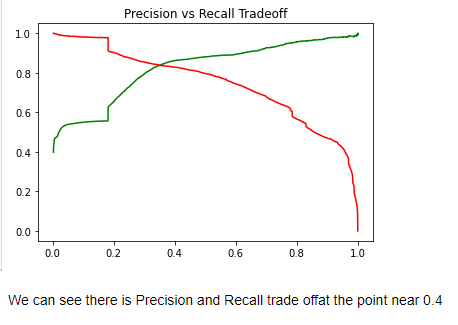 Precision vs Recall Tradeoff
1.0
0.8
0.6
0.4
0.2
0.0
0.0 0.2 0.4 0.6 0.8 1.0
We can see there is Precision and Recall trade offat the point near 0.4